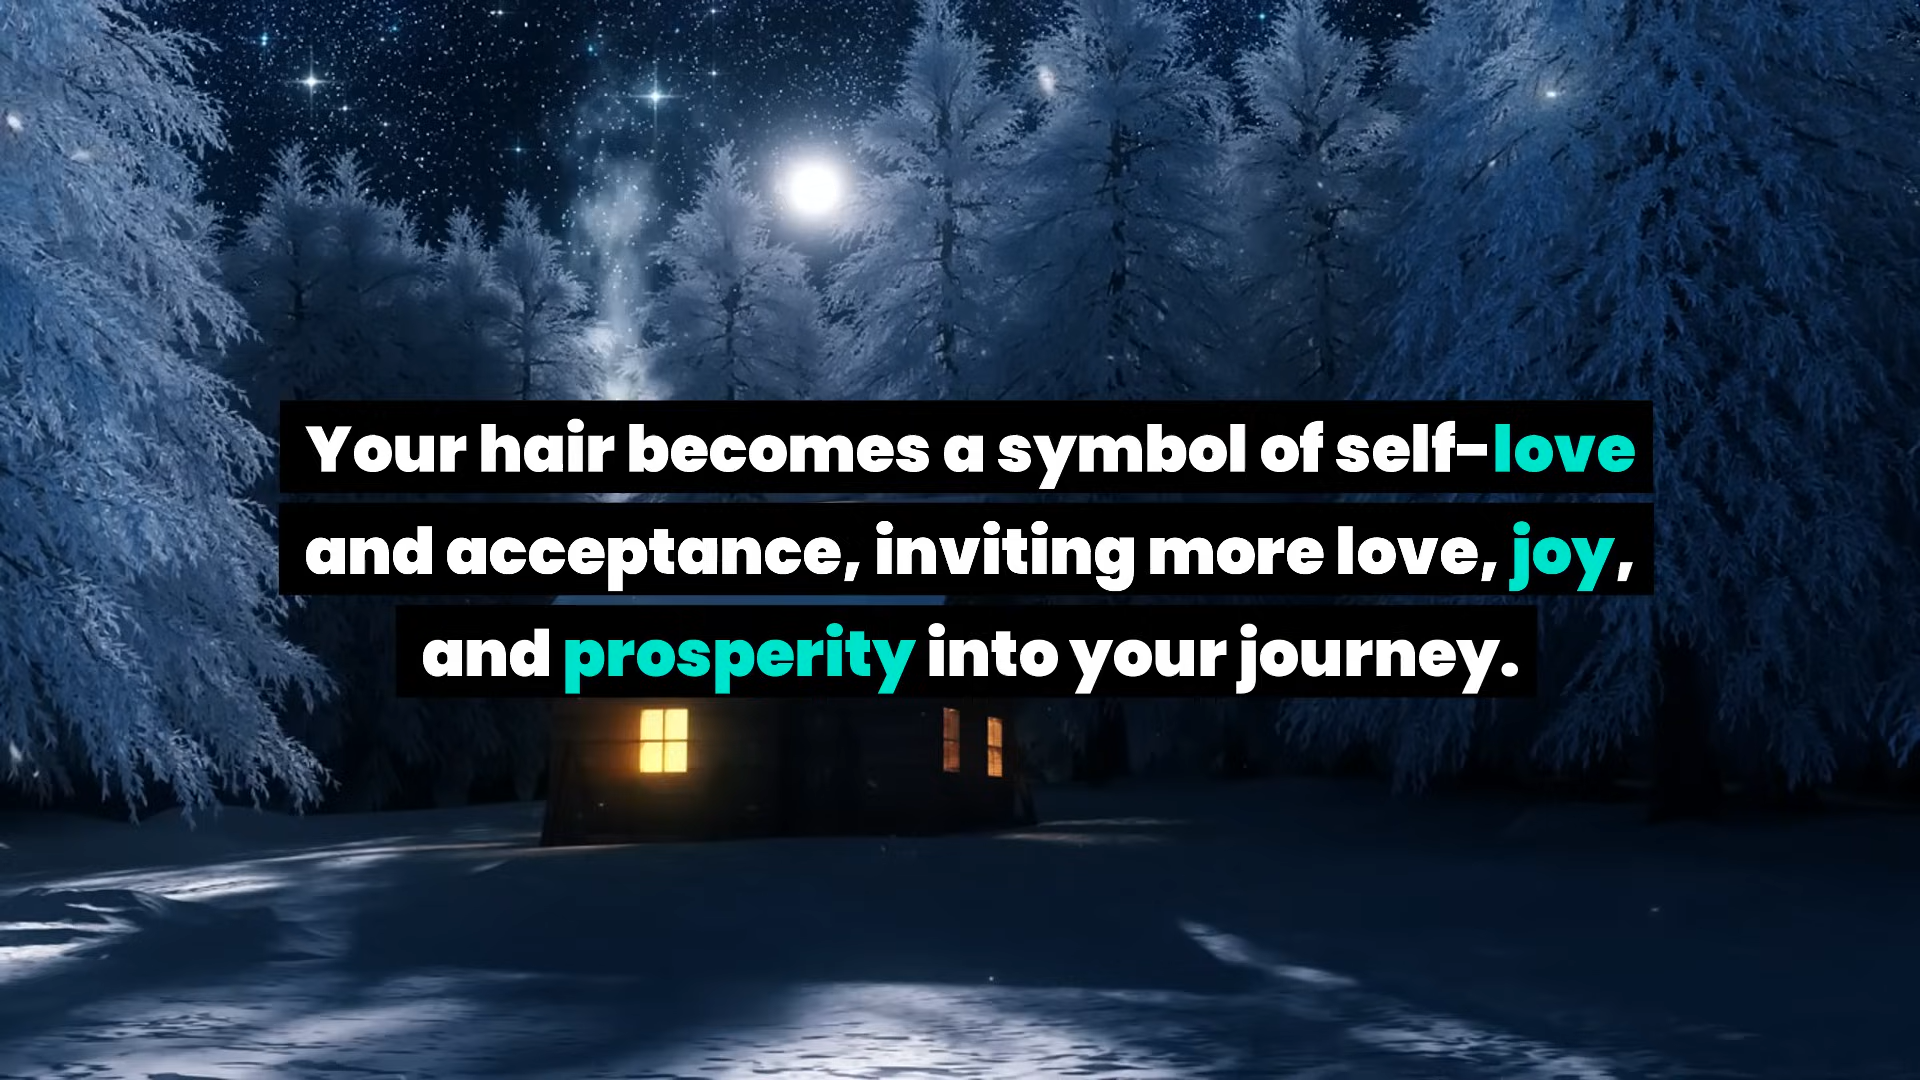 Your hair becomes a symbol of self-love
and acceptance, inviting more love, joy,
and prosperity into your journey.